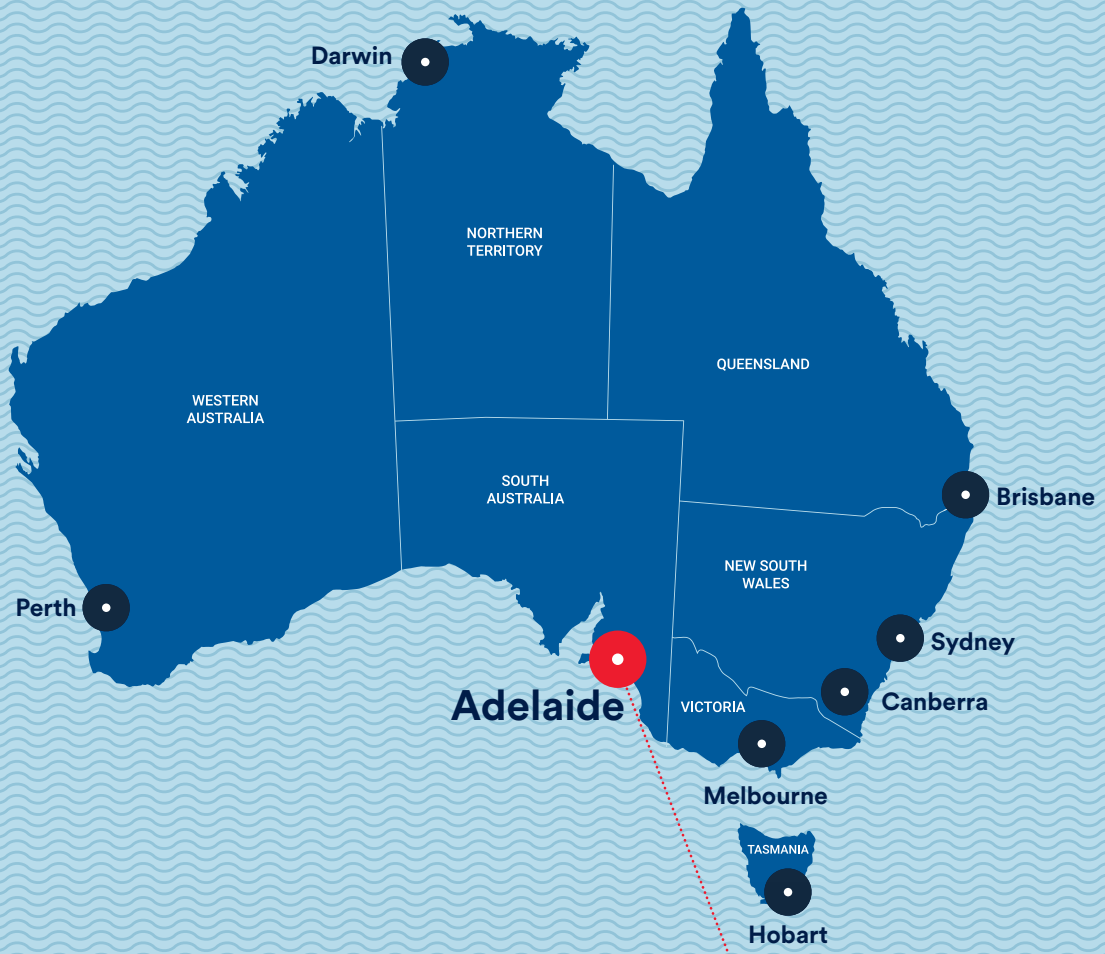 Darwin
NORTHERN
TERRITORY
QUEENSLAND
WESTERN
AUSTRALIA
SOUTH
AUSTRALIA
Brisbane
NEW SOUTH
WALES
Perth
Sydney
Adelaide
VICTORIA
Canberra
Melbourne
TASMANIA
Hobart